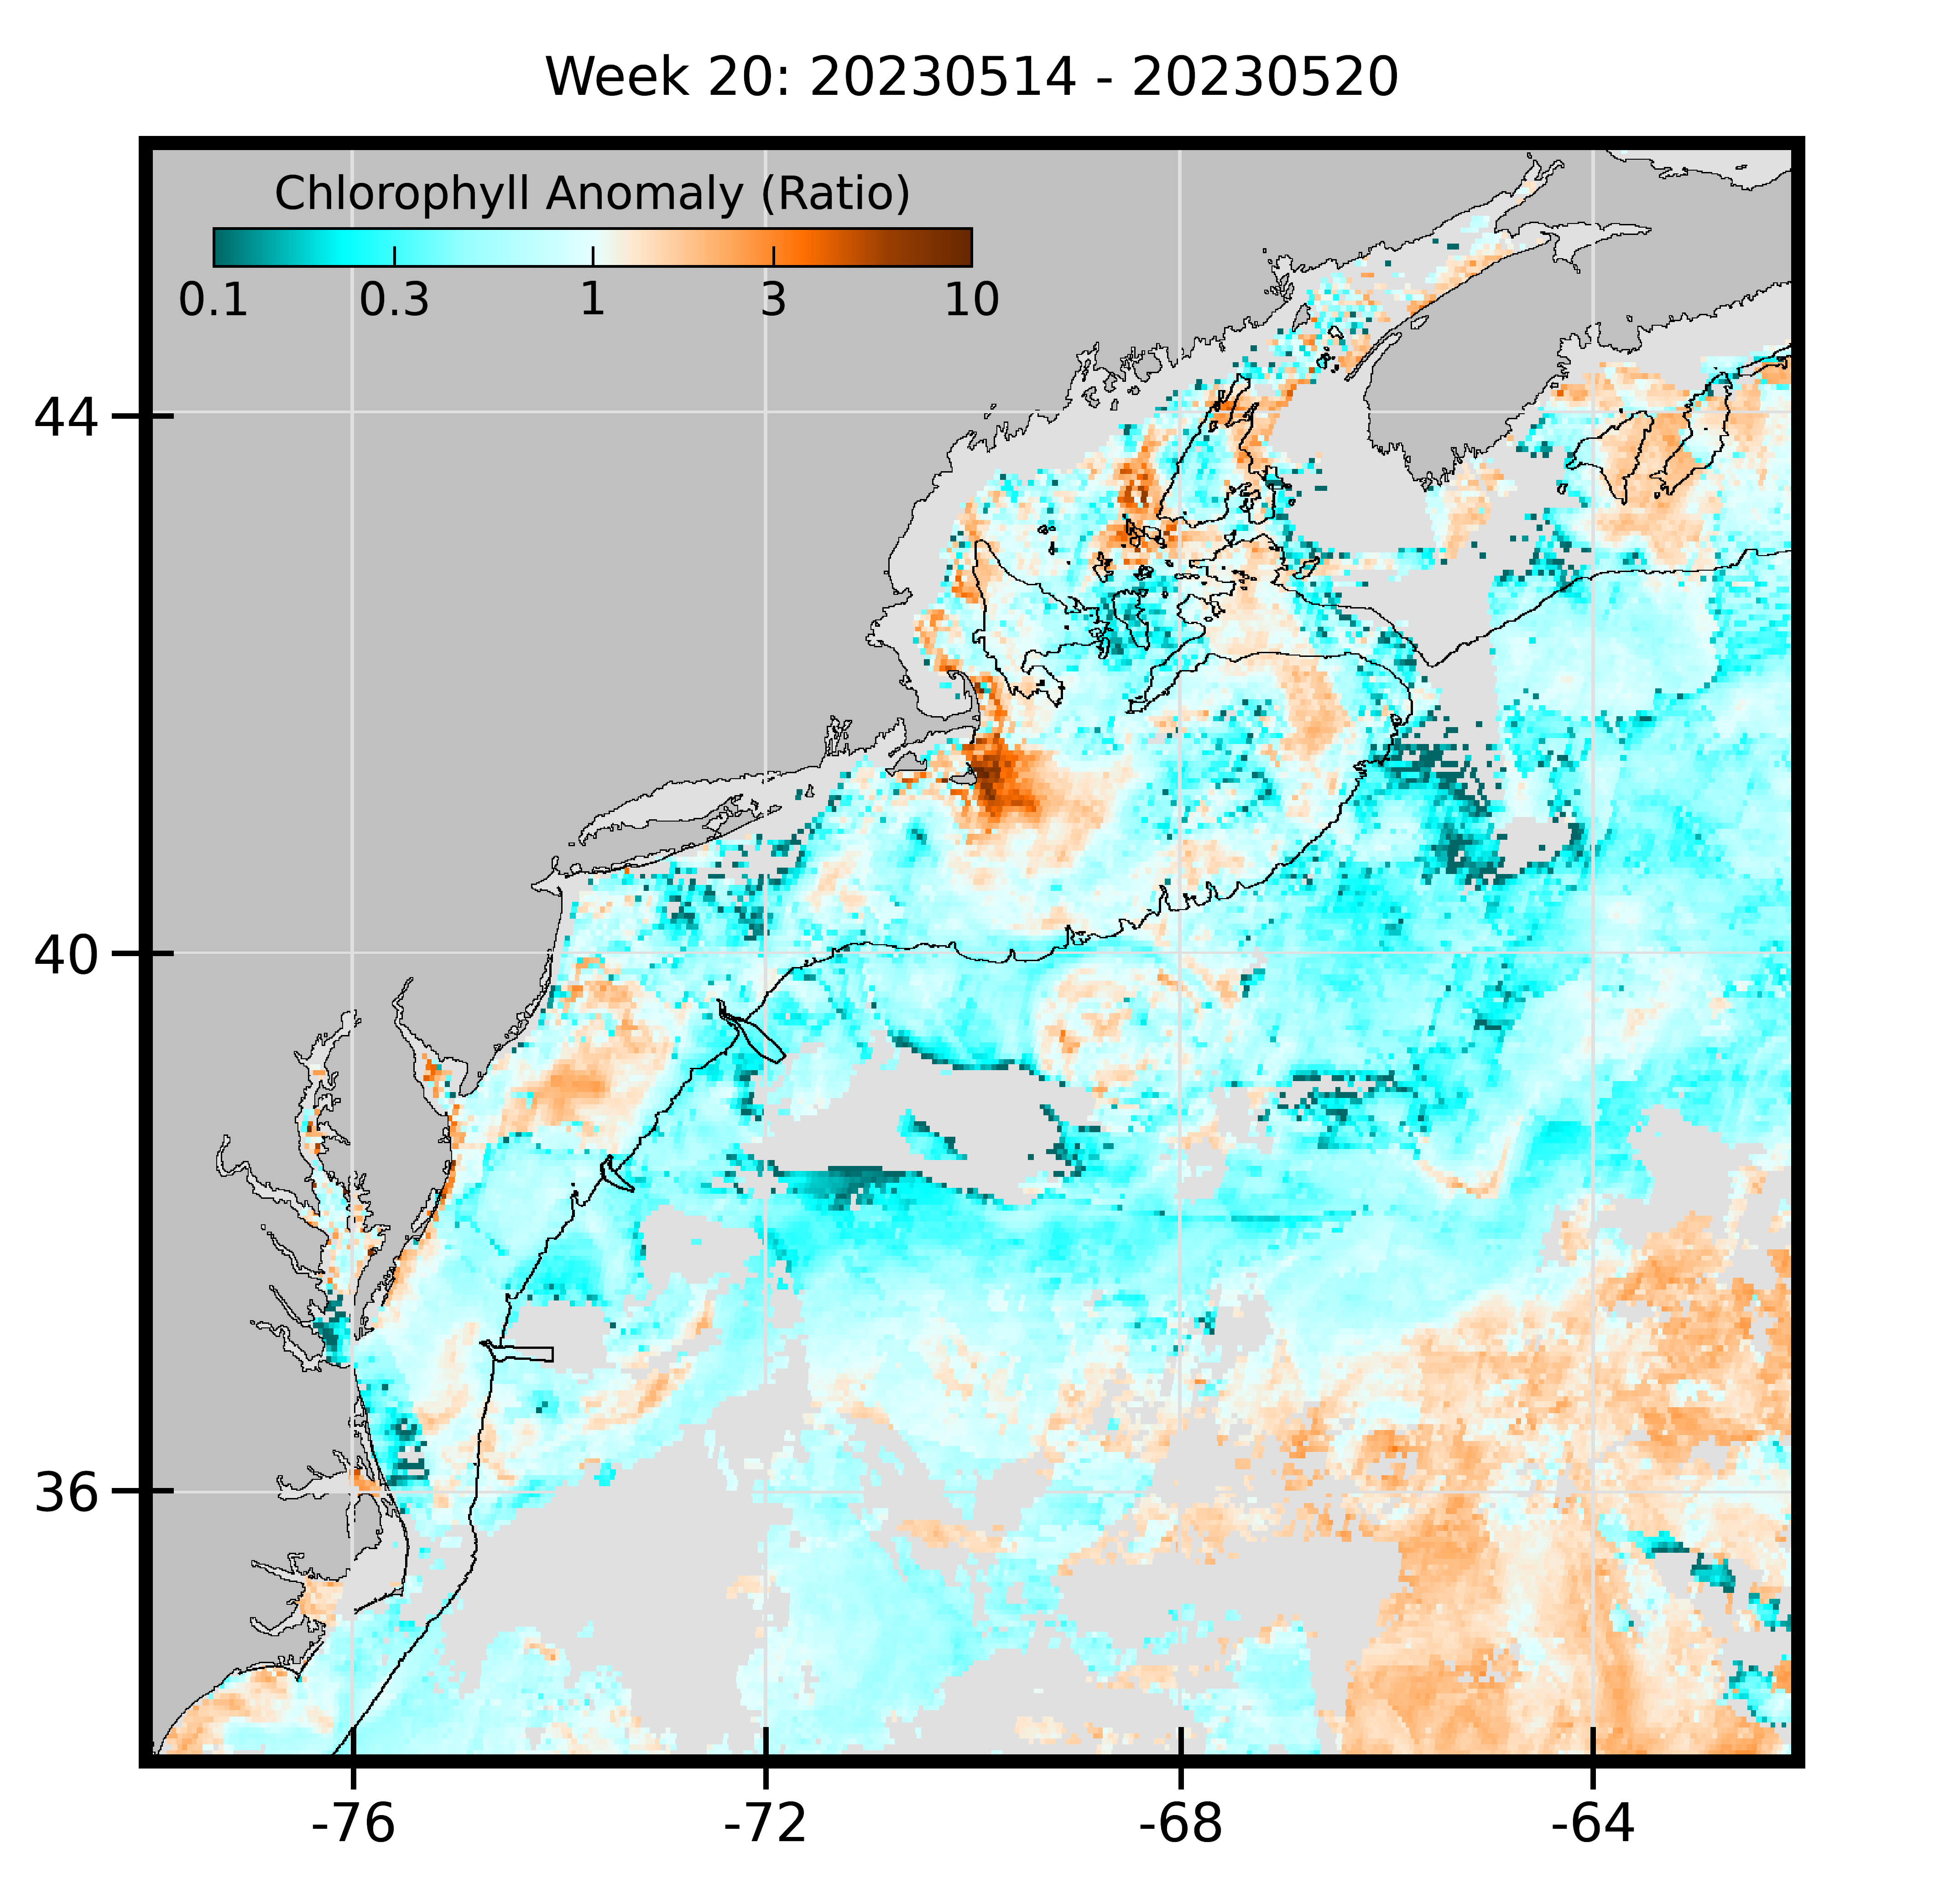 Week 20: 20230514 - 20230520
Chlorophyll Anomaly (Ratio)
0.1 0.3 1 3 10
44
40
36
-76 -72 -68 -64